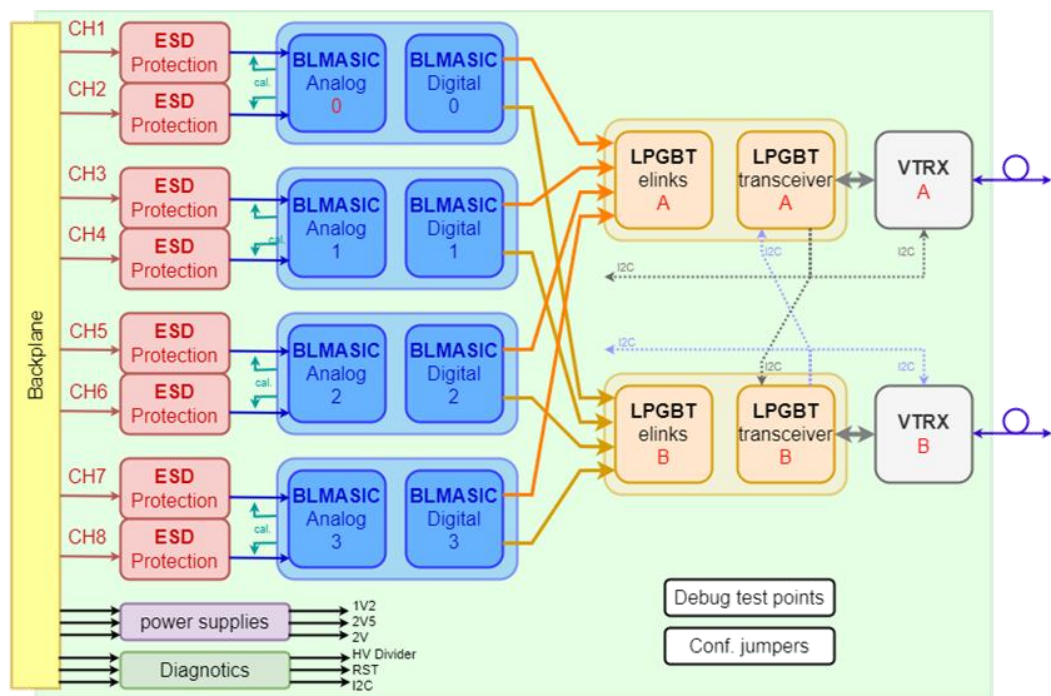 Backplane
CH1
ESD
Protection
CH2
ESD
Protection
cal.
BLMASIC
Analog
0
BLMASIC
Digital
0
CH3
ESD
Protection
CH4
ESD
Protection
cal.
BLMASIC
Analog
1
BLMASIC
Digital
1
CH5
ESD
Protection
CH6
ESD
Protection
cal.
BLMASIC
Analog
2
BLMASIC
Digital
2
CH7
ESD
Protection
CH8
ESD
Protection
cal.
BLMASIC
Analog
3
BLMASIC
Digital
3
LPGBT
elinks
A
LPGBT
transceiver
A
VTRX
A
I2C
I2C
I2C
I2C
I2C
I2C
LPGBT
elinks
B
LPGBT
transceiver
B
VTRX
B
power supplies
1V2
2V5
2V
Diagnotics
HV Divider
RST
I2C
Debug test points
Conf. jumpers